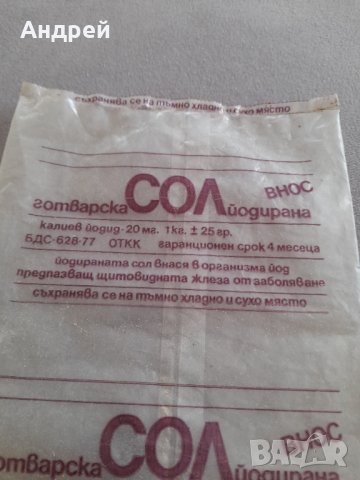 Андрей
съхранява се на тъмно хладно и сухо място
ВНОС
готварска СОЛ йодирана
калиев йодид - 20 мг. 1кг. ± 25 гр.
БДС-628-77 ОТКК гаранционен срок 4 месеца
йодираната сол внася в организма йод
предпазващ щитовидната жлеза от заболяване
съхранява се на тъмно хладно и сухо място
ВНОС
готварска СОЛ йодирана
bazar